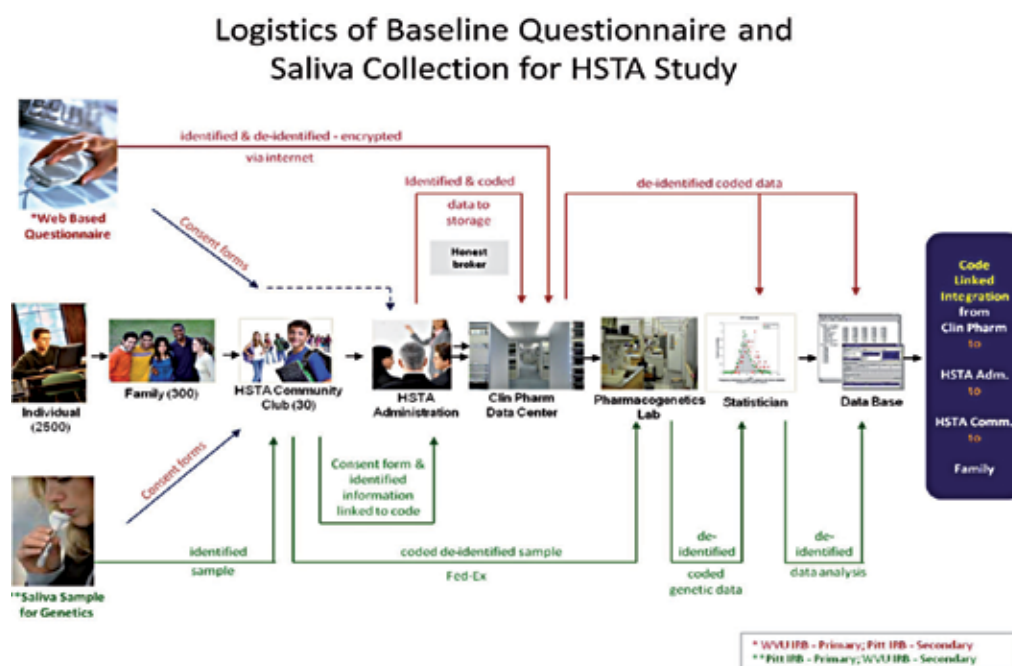 Logistics of Baseline Questionnaire and
Saliva Collection for HSTA Study
identified & de-identified - encrypted
via internet
Identified & coded
data to
storage
de-identified coded data
*Web Based
Questionnaire
Consent forms
Honest
broker
Code
Linked
Integration
from
Clin Pharm
to
HSTA Adm.
to
HSTA Comm.
to
Family
Individual
(2500)
Family (300)
HSTA Community
Club (30)
HSTA
Administration
Clin Pharm
Data Center
Pharmacogenetics
Lab
Statistician
Data Base
Consent forms
Consent form &
identified
information
linked to code
identified
sample
coded de-identified sample
Fed-Ex
de-
identified
coded
genetic data
de-
identified
data analysis
**Saliva Sample
for Genetics
* WVU IRB - Primary; Pitt IRB - Secondary
**Pitt IRB - Primary; WVU IRB - Secondary